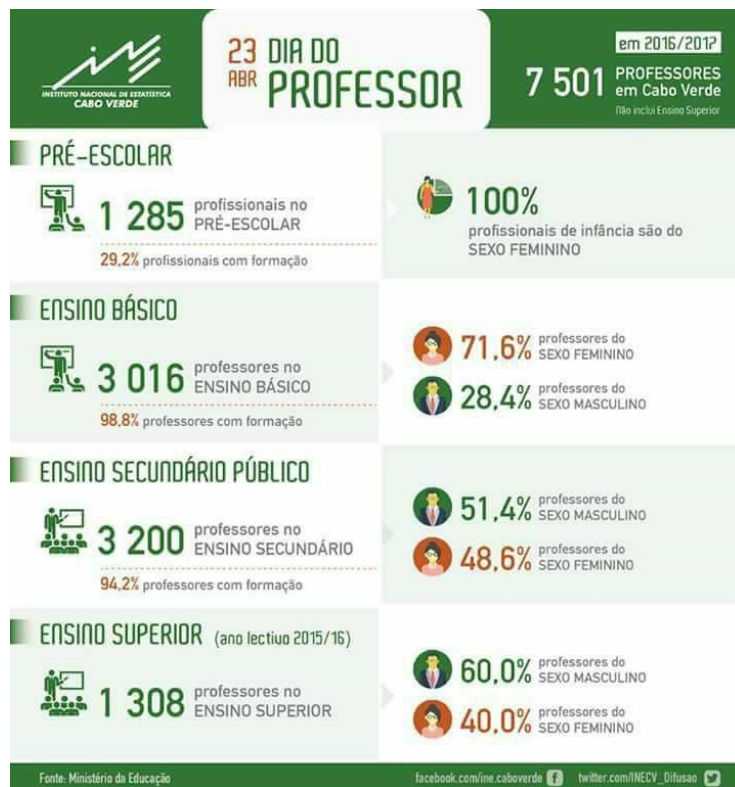 INSTITUTO NACIONAL DE ESTATÍSTICA
CABO VERDE
23 ABR
DIA DO
PROFESSOR
em 2016/2017
7 501 PROFESSORES
em Cabo Verde
Não inclui Ensino Superior
PRÉ-ESCOLAR
1 285 profissionais no
PRÉ-ESCOLAR
29,2% profissionais com formação
100%
profissionais de infância são do
SEXO FEMININO
ENSINO BÁSICO
3 016 professores no
ENSINO BÁSICO
98,8% professores com formação
71,6% professores do
SEXO FEMININO
28,4% professores do
SEXO MASCULINO
ENSINO SECUNDÁRIO PÚBLICO
3 200 professores no
ENSINO SECUNDÁRIO
94,2% professores com formação
51,4% professores do
SEXO MASCULINO
48,6% professores do
SEXO FEMININO
ENSINO SUPERIOR (ano lectivo 2015/16)
1 308 professores no
ENSINO SUPERIOR
60,0% professores do
SEXO MASCULINO
40,0% professores do
SEXO FEMININO
Fonte: Ministério da Educação
facebook.com/ine.caboverde
twitter.com/INECV_Difusao